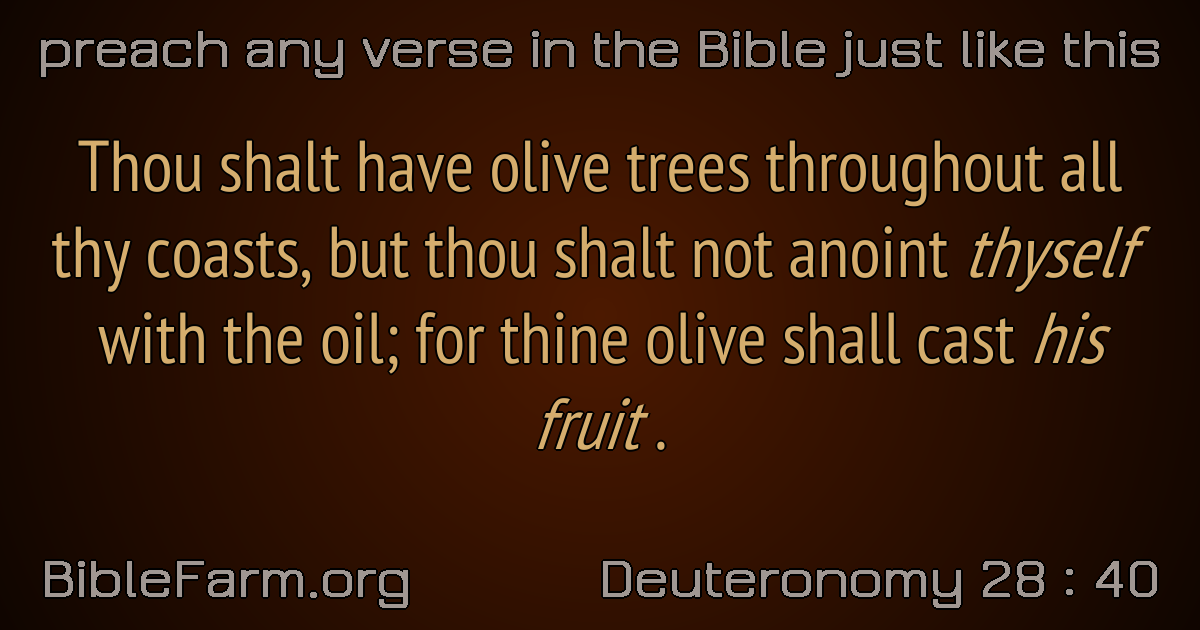 preach any verse in the Bible just like this
Thou shalt have olive trees throughout all
thy coasts, but thou shalt not anoint thyself
with the oil; for thine olive shall cast his
fruit .
BibleFarm.org
Deuteronomy 28 : 40